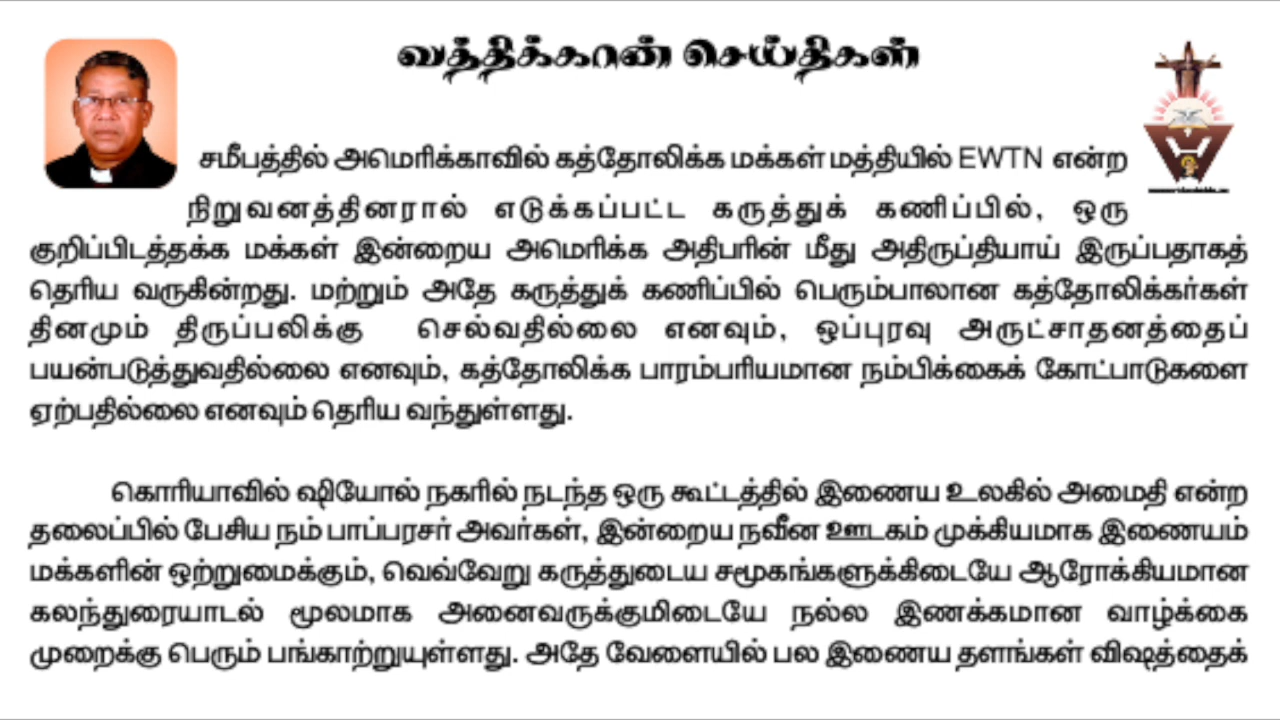 வத்திக்கான் செய்திகள்
சமீபத்தில் அமெரிக்காவில் கத்தோலிக்க மக்கள் மத்தியில் EWTN என்ற
நிறுவனத்தினரால் எடுக்கப்பட்ட கருத்துக் கணிப்பில், ஒரு
குறிப்பிடத்தக்க மக்கள் இன்றைய அமெரிக்க அதிபரின் மீது அதிருப்தியாய் இருப்பதாகத்
தெரிய வருகின்றது. மற்றும் அதே கருத்துக் கணிப்பில் பெரும்பாலான கத்தோலிக்கர்கள்
தினமும் திருப்பலிக்கு செல்வதில்லை எனவும், ஒப்புரவு அருட்சாதனத்தைப்
பயன்படுத்துவதில்லை எனவும், கத்தோலிக்க பாரம்பரியமான நம்பிக்கைக் கோட்பாடுகளை
ஏற்பதில்லை எனவும் தெரிய வந்துள்ளது.
கொரியாவில் ஷியோல் நகரில் நடந்த ஒரு கூட்டத்தில் இணைய உலகில் அமைதி என்ற
தலைப்பில் பேசிய நம் பாப்பரசர் அவர்கள், இன்றைய நவீன ஊடகம் முக்கியமாக இணையம்
மக்களின் ஒற்றுமைக்கும், வெவ்வேறு கருத்துடைய சமூகங்களுக்கிடையே ஆரோக்கியமான
கலந்துரையாடல் மூலமாக அனைவருக்குமிடையே நல்ல இணக்கமான வாழ்க்கை
முறைக்கு பெரும் பங்காற்றுயுள்ளது. அதே வேளையில் பல இணைய தளங்கள் விஷத்தைக்